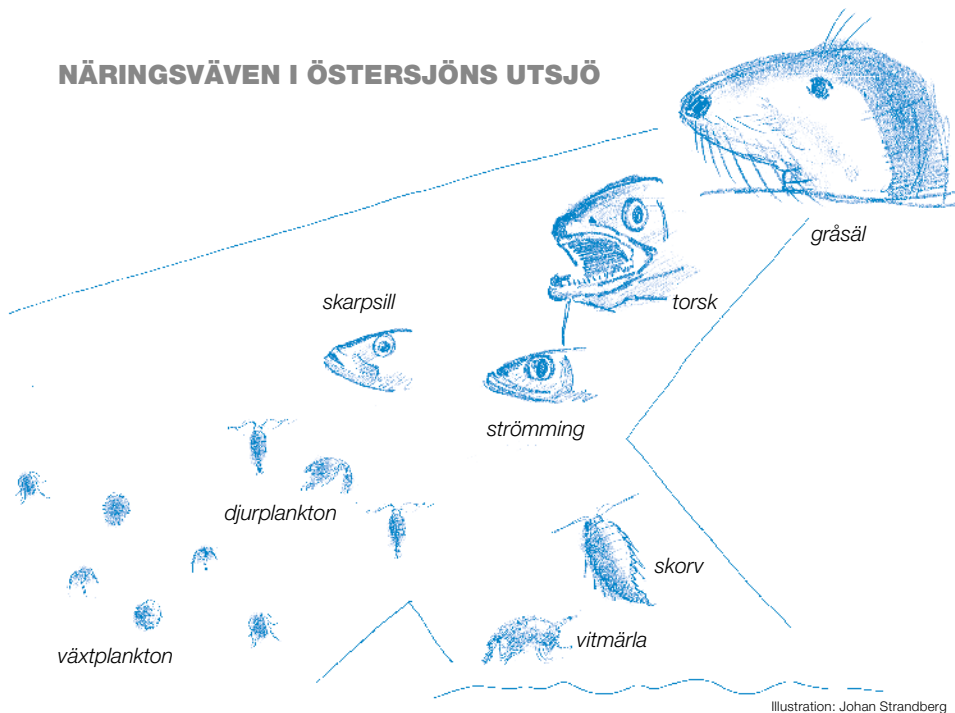 NÄRINGSVÄVEN I ÖSTERSJÖNS UTSJÖ
gråsäl
skarpsill
torsk
strömming
djurplankton
skorv
vitmärla
växtplankton
Illustration: Johan Strandberg